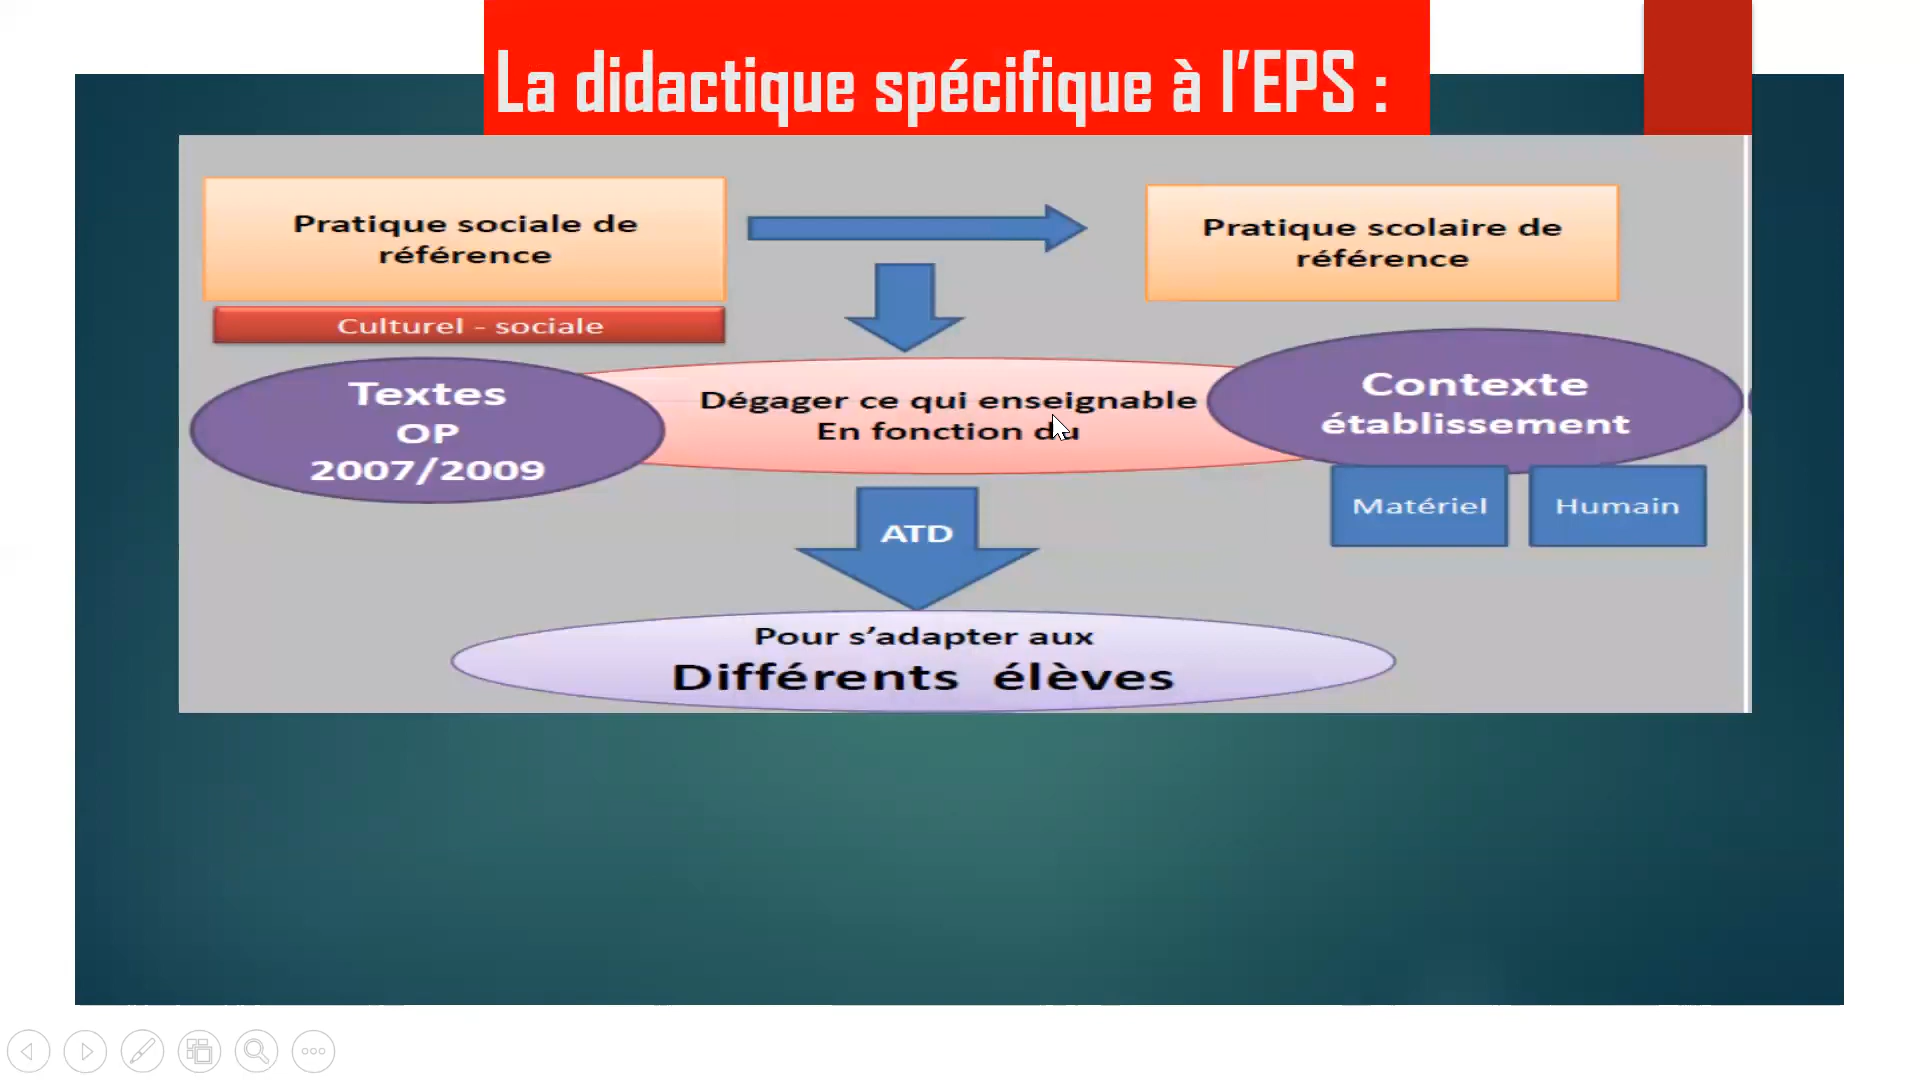 La didactique spécifique à l'EPS :
Pratique sociale de
référence
Pratique scolaire de
référence
Culturel - sociale
Textes
OP
2007/2009
Dégager ce qui enseignable
En fonction du
Contexte
établissement
Matériel
Humain
ATD
Pour s'adapter aux
Différents élèves